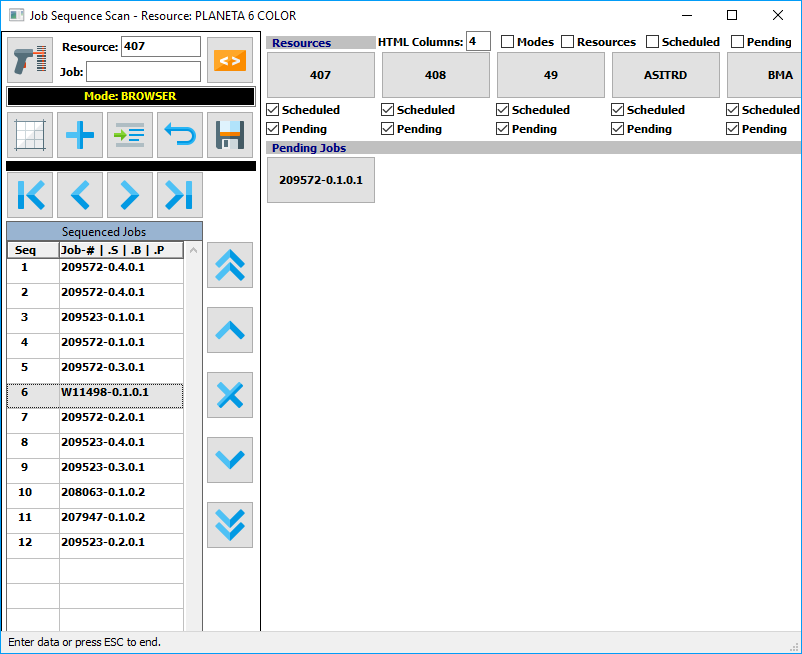 Job Sequence Scan - Resource: PLANETA 6 COLOR
Resource: 407
Job:
<>
Mode: BROWSER
Sequenced Jobs
Seq Job-# | .S | .B | .P
1 209572-0.4.0.1
2 209572-0.4.0.1
3 209523-0.1.0.1
4 209572-0.1.0.1
5 209572-0.3.0.1
6 W11498-0.1.0.1
7 209572-0.2.0.1
8 209523-0.4.0.1
9 209523-0.3.0.1
10 208063-0.1.0.2
11 207947-0.1.0.2
12 209523-0.2.0.1
Resources HTML Columns: 4 Modes Resources Scheduled Pending
407 408 49 ASITRD BMA
Scheduled Scheduled Scheduled Scheduled Scheduled
Pending Pending Pending Pending Pending
Pending Jobs
209572-0.1.0.1
Enter data or press ESC to end.